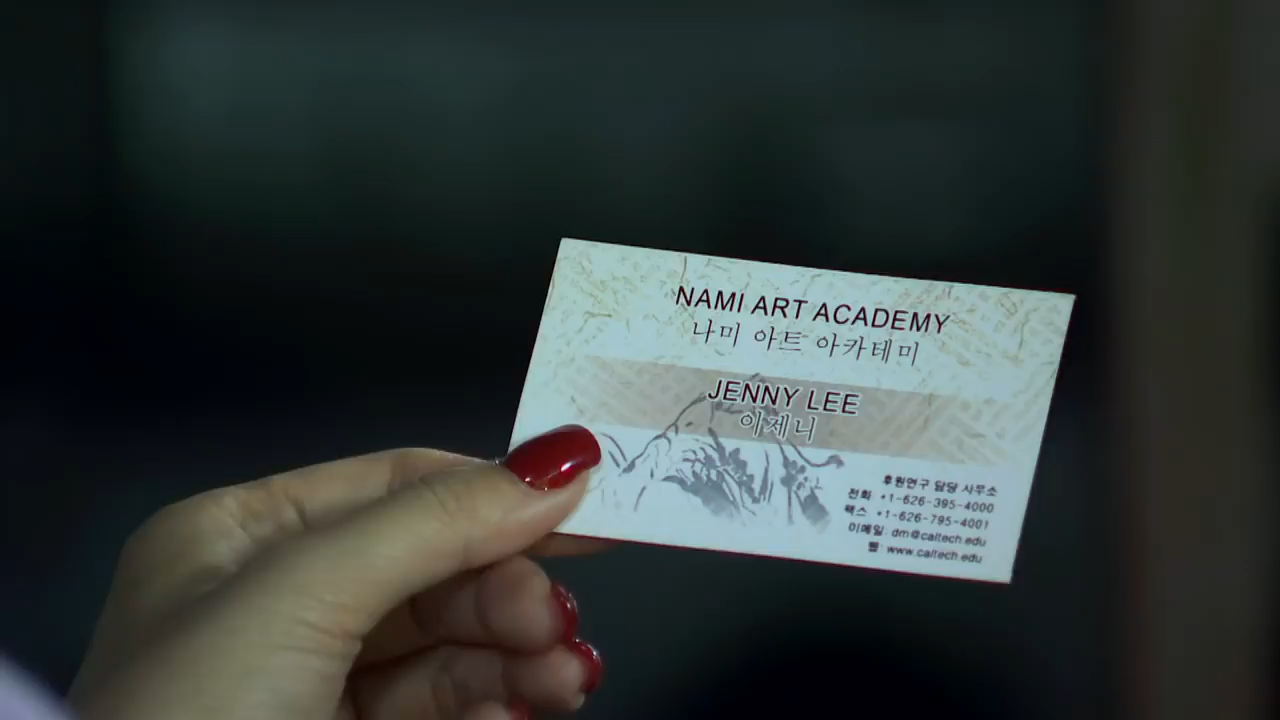 NAMI ART ACADEMY
나미 아트 아카테미
JENNY LEE
이제니
후원연구 담당 사무소
전화 +1-626-395-4000
팩스 +1-626-795-4001
이메일: dm@caltech.edu
웹: www.caltech.edu